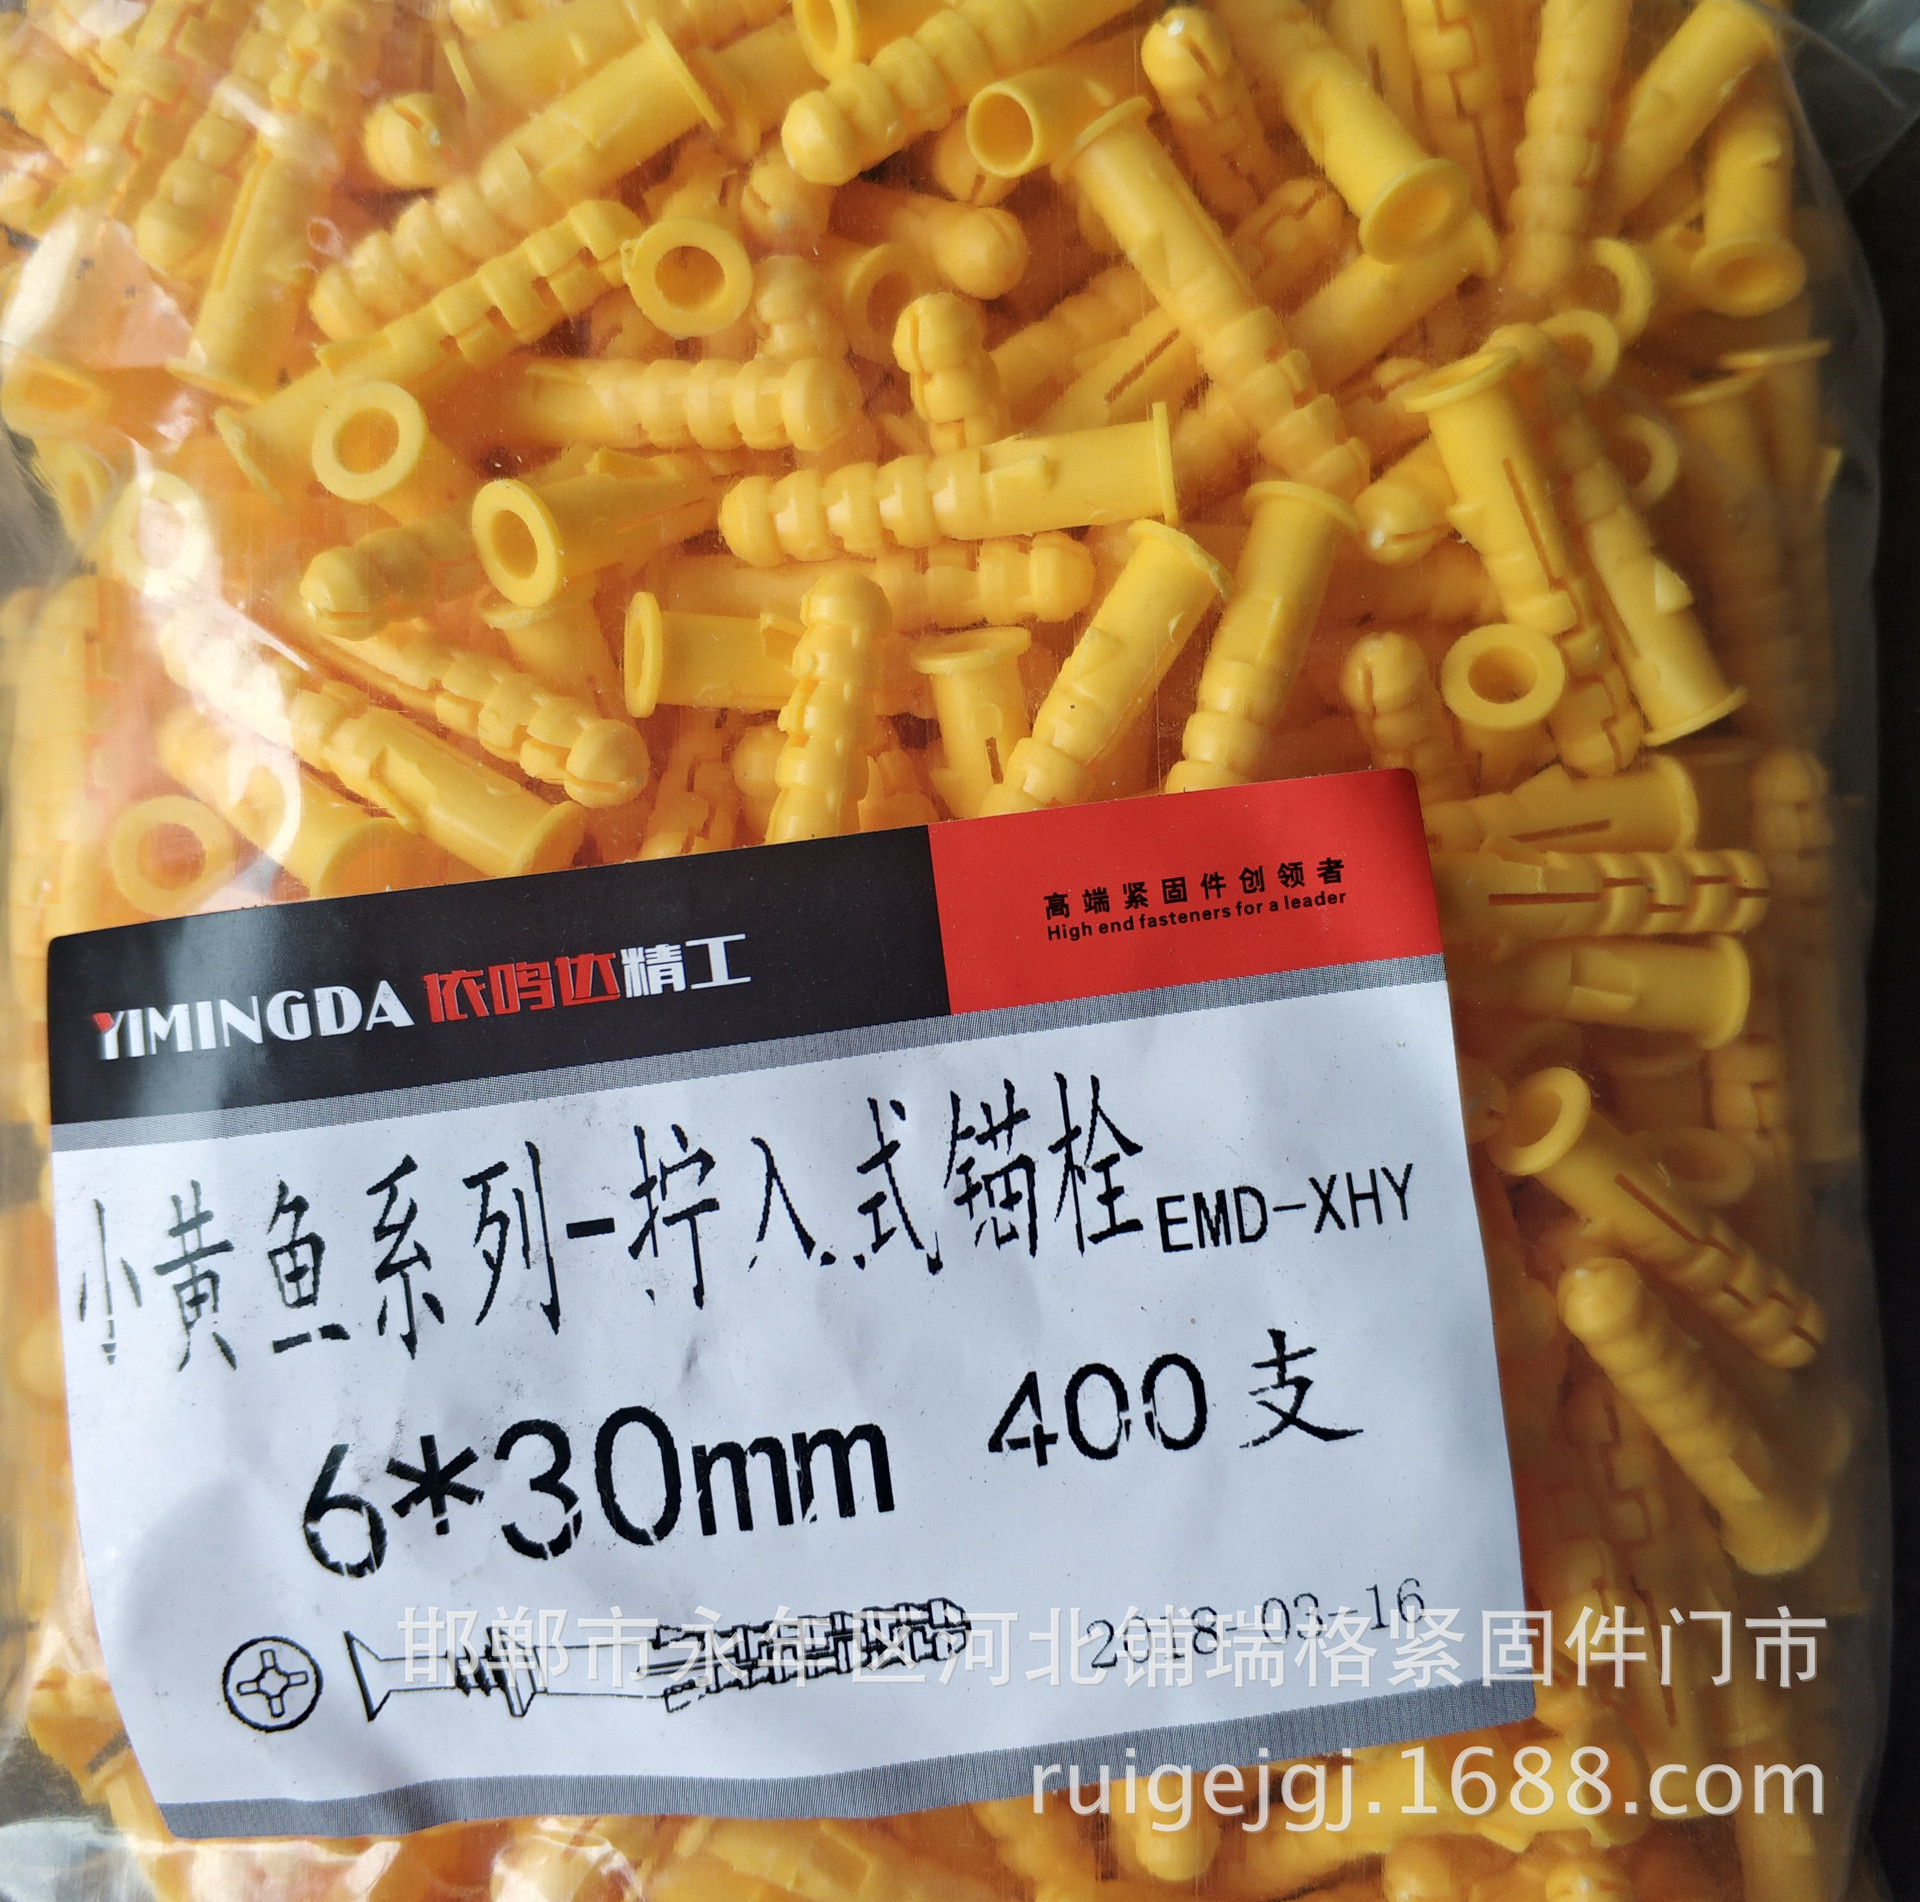 YIMINGDA 依鸣达精工
高端紧固件创领者
High end fasteners for a leader
小黄鱼系列-拧入式锚栓 EMD-XHY
6*30mm 400支
2018-03-16
邯郸市永年区河北铺瑞格紧固件门市
ruigejgj.1688.com